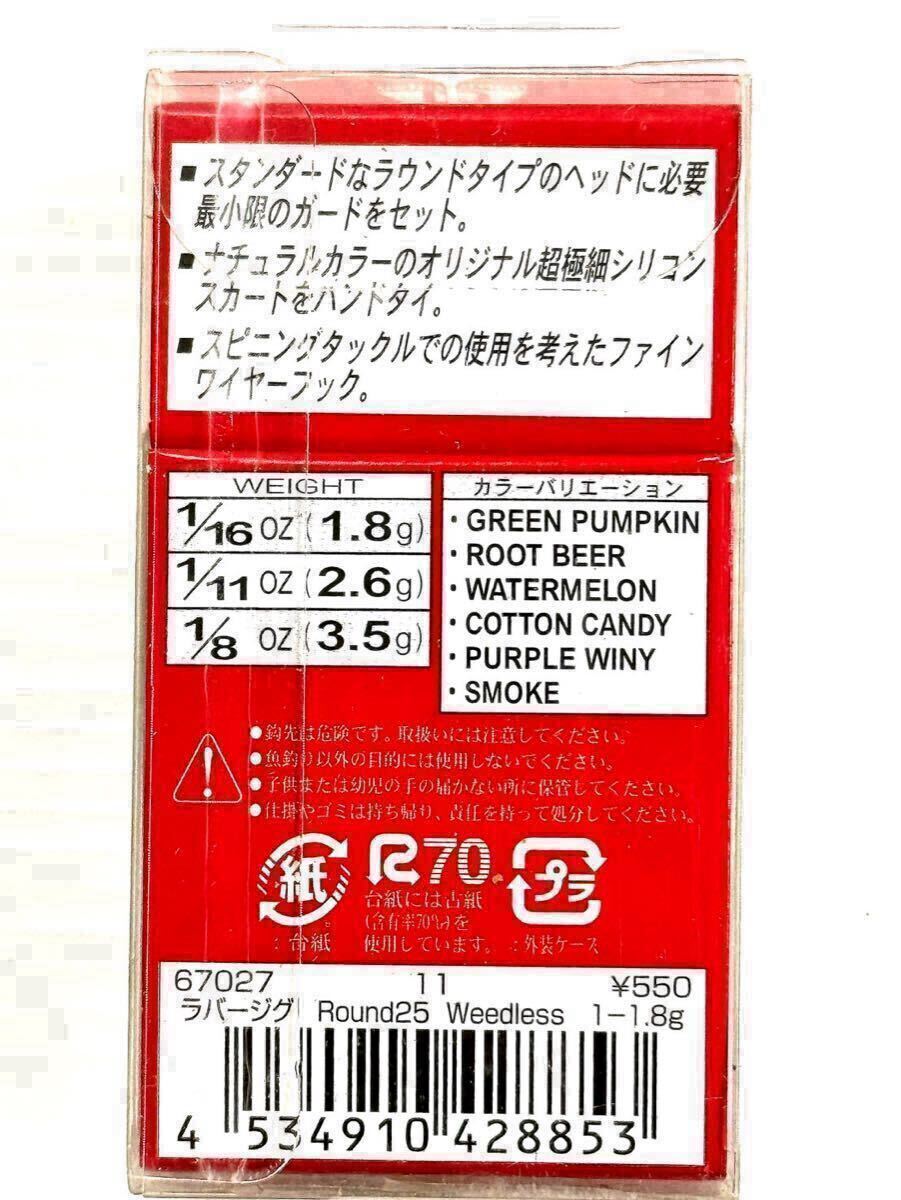 ■ スタンダードなラウンドタイプのヘッドに必要
最小限のガードをセット。
■ ナチュラルカラーのオリジナル超極細シリコン
スカートをハンドタイ。
■ スピニングタックルでの使用を考えたファイン
ワイヤーフック。
WEIGHT
1/16 OZ (1.8g)
1/11 OZ (2.6g)
1/8 OZ (3.5g)
カラーバリエーション
・GREEN PUMPKIN
・ROOT BEER
・WATERMELON
・COTTON CANDY
・PURPLE WINY
・SMOKE
●鈎先は危険です。取扱いには注意してください。
●魚釣り以外の目的には使用しないでください。
●子供または幼児の手の届かない所に保管してください。
●仕掛やゴミは持ち帰り、責任を持って処分してください。
紙
：台紙
R70
台紙には古紙
(含有率70%)を
使用しています。
プラ
：外装ケース
67027 11 ¥550
ラバージグ Round25 Weedless 1-1.8g
4 534910 428853